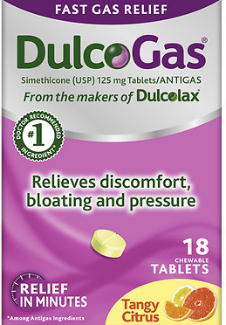 FAST GAS RELIEF
DulcoGas®
Simethicone (USP) 125 mg Tablets/ANTIGAS
From the makers of Dulcolax®
DOCTOR RECOMMENDED
#1
INGREDIENT*
Relieves discomfort,
bloating and pressure
18
CHEWABLE
TABLETS
RELIEF
IN MINUTES
Tangy
Citrus
*Among Antigas Ingredients